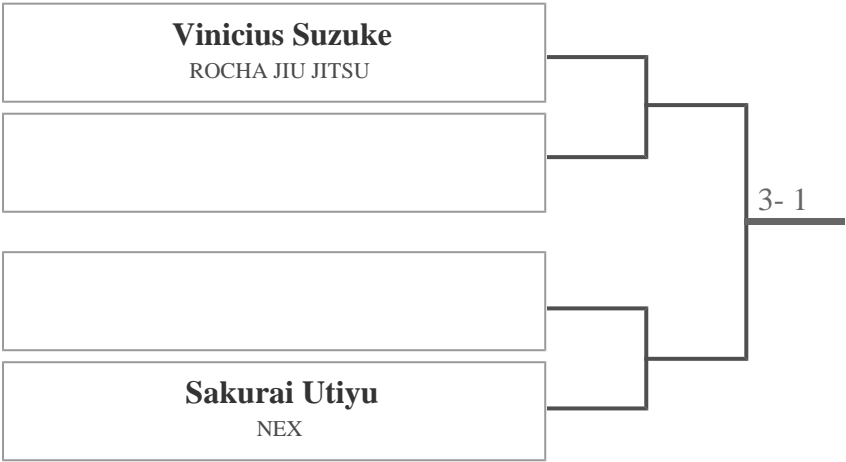 Vinicius Suzuke
ROCHA JIU JITSU
3- 1
Sakurai Utiyu
NEX